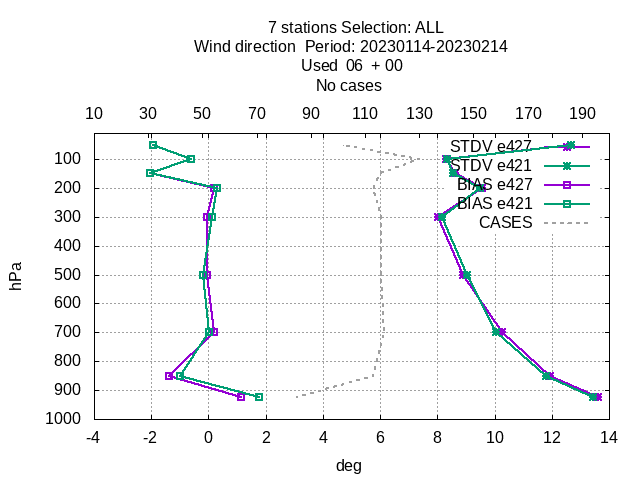 7 stations Selection: ALL
Wind direction  Period: 20230114-20230214
Used  06  + 00
No cases
10 30 50 70 90 110 130 150 170 190
STDV e427
STDV e421
BIAS e427
BIAS e421
CASES
100
200
300
400
500
600
700
800
900
1000
hPa
-4 -2 0 2 4 6 8 10 12 14
deg